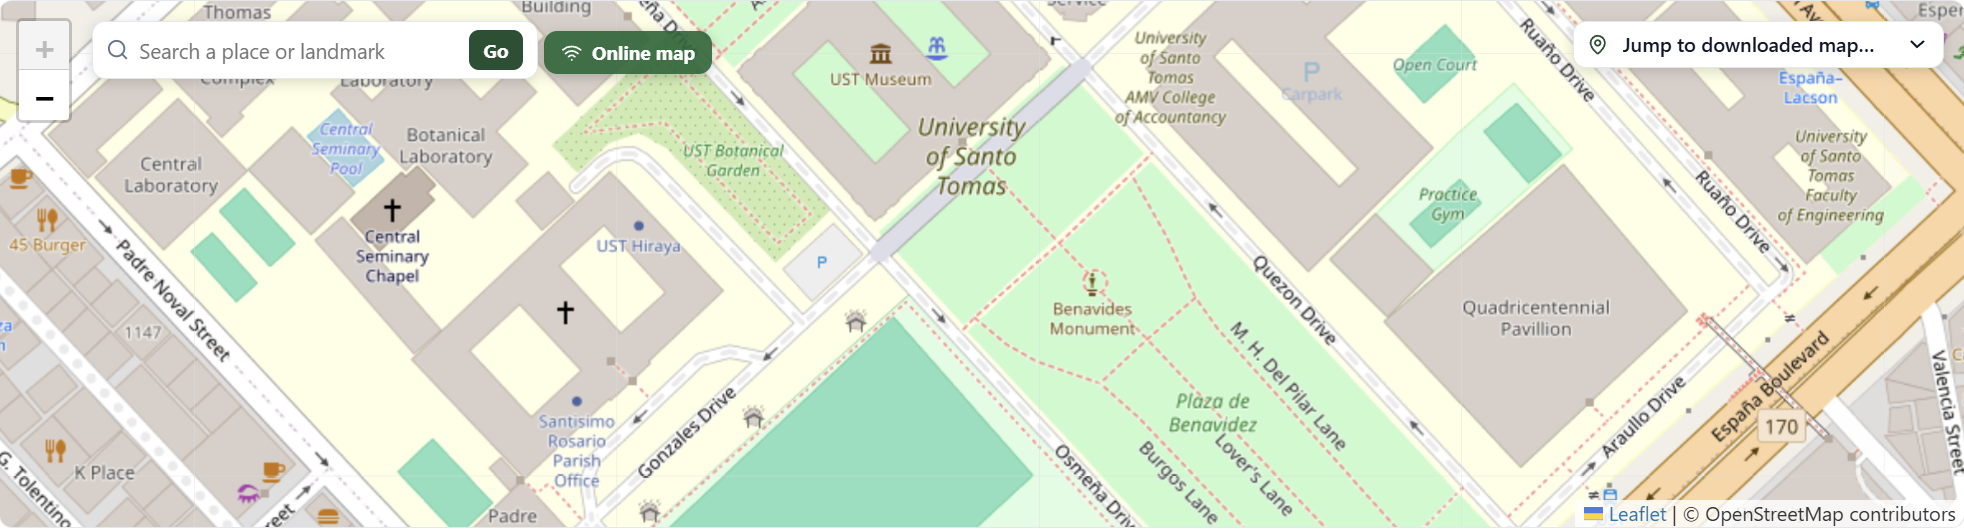 Thomas
Complex
Building
Laboratory
Service
Search a place or landmark
Go
Online map
Jump to downloaded map...
UST Museum
University
of Santo
Tomas
AMV College
of Accountancy
Carpark
Open Court
Ruaño Drive
España–
Lacson
University
of Santo
Tomas
Faculty
of Engineering
Central
Seminary
Pool
Botanical
Laboratory
Central
Laboratory
UST Botanical
Garden
University
of Santo
Tomas
Practice
Gym
Ruaño Drive
45 Burger
Central
Seminary
Chapel
UST Hiraya
P
P
Padre Noval Street
Benavides
Monument
Quezon Drive
Quadricentennial
Pavillion
1147
M. H. Del Pilar Lane
España Boulevard
170
Valencia Street
Araullo Drive
Plaza de
Benavidez
Lover's Lane
Burgos Lane
Osmeña Drive
Gonzales Drive
Santisimo
Rosario
Parish
Office
K Place
G. Tolentino
Padre
Leaflet | © OpenStreetMap contributors